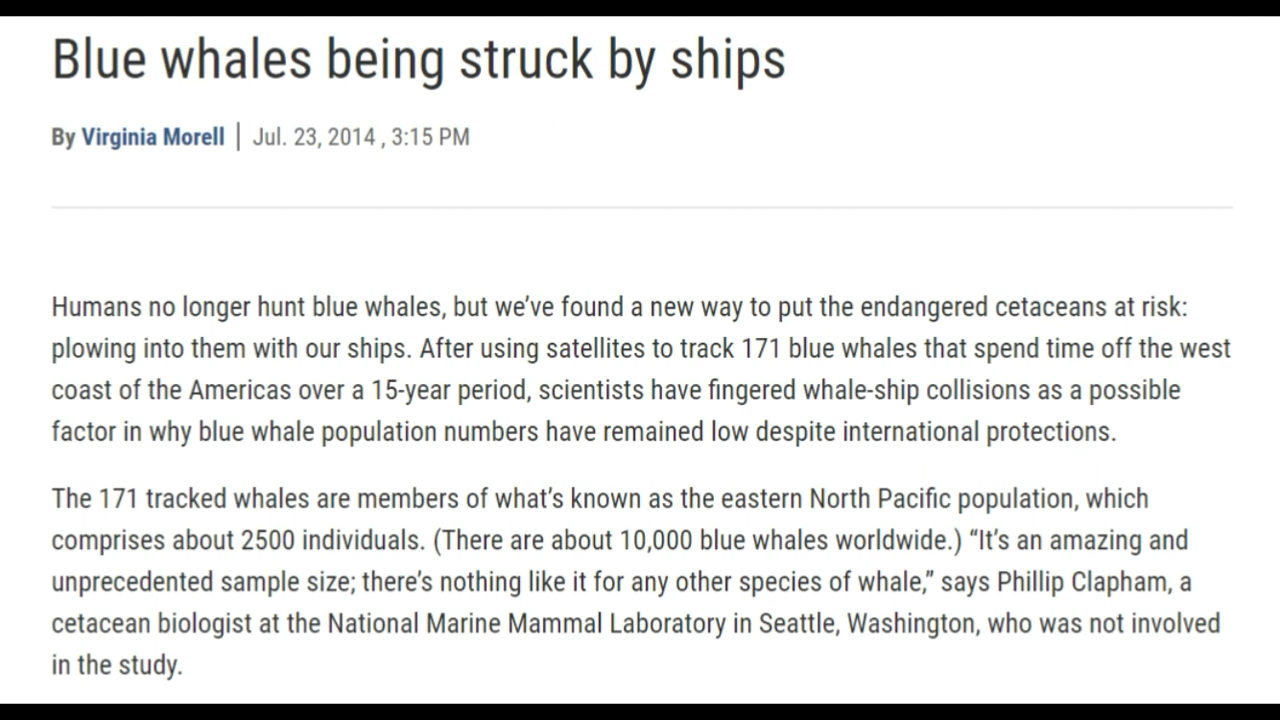 Blue whales being struck by ships
By Virginia Morell | Jul. 23, 2014 , 3:15 PM
Humans no longer hunt blue whales, but we’ve found a new way to put the endangered cetaceans at risk:
plowing into them with our ships. After using satellites to track 171 blue whales that spend time off the west
coast of the Americas over a 15-year period, scientists have fingered whale-ship collisions as a possible
factor in why blue whale population numbers have remained low despite international protections.
The 171 tracked whales are members of what’s known as the eastern North Pacific population, which
comprises about 2500 individuals. (There are about 10,000 blue whales worldwide.) “It’s an amazing and
unprecedented sample size; there’s nothing like it for any other species of whale,” says Phillip Clapham, a
cetacean biologist at the National Marine Mammal Laboratory in Seattle, Washington, who was not involved
in the study.